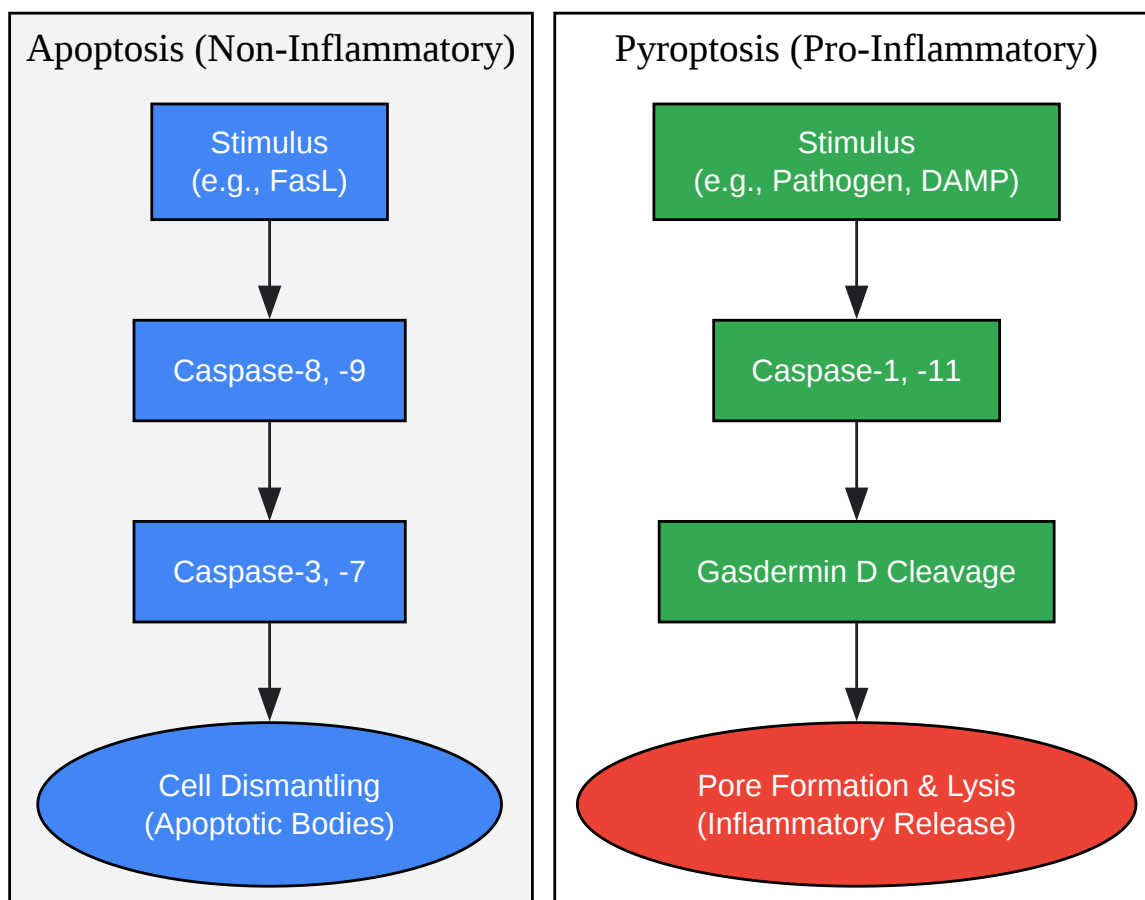 Apoptosis (Non-Inflammatory)
Stimulus
(e.g., FasL)
Caspase-8, -9
Caspase-3, -7
Cell Dismantling
(Apoptotic Bodies)
Pyroptosis (Pro-Inflammatory)
Stimulus
(e.g., Pathogen, DAMP)
Caspase-1, -11
Gasdermin D Cleavage
Pore Formation & Lysis
(Inflammatory Release)